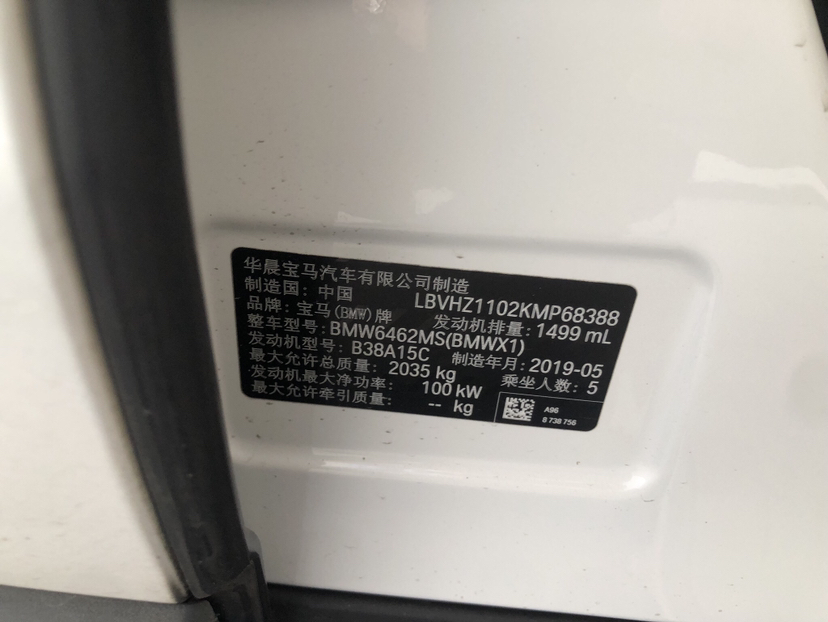 华晨宝马汽车有限公司制造
制造国：中国 LBVHZ1102KMP68388
品牌：宝马(BMW)牌 发动机排量：1499 mL
整车型号：BMW6462MS(BMWX1)
发动机型号：B38A15C 制造年月：2019-05
最大允许总质量：2035 kg 乘坐人数：5
发动机最大净功率：100 kW
最大允许牵引质量：-- kg
A96
8 738 756